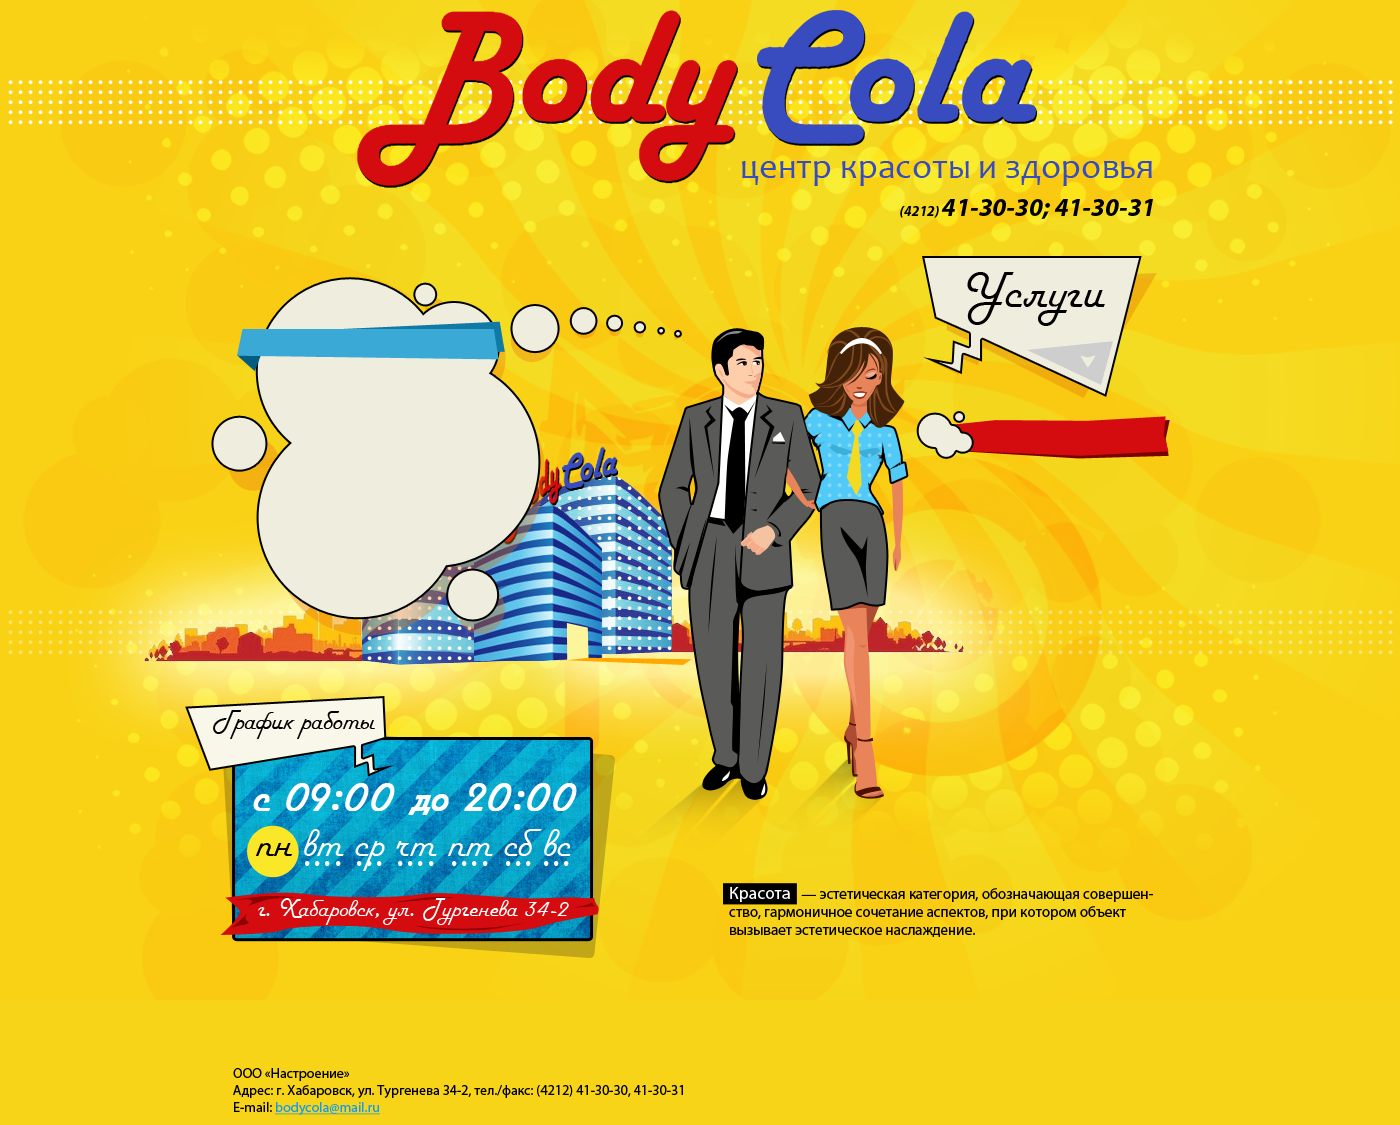 Body Cola
центр красоты и здоровья
(4212) 41-30-30; 41-30-31
Услуги
Cola
График работы
с 09:00 до 20:00
пн вт ср чт пт сб вс
г. Хабаровск, ул. Тургенева 34-2
Красота — эстетическая категория, обозначающая совершен-
ство, гармоничное сочетание аспектов, при котором объект
вызывает эстетическое наслаждение.
ООО «Настроение»
Адрес: г. Хабаровск, ул. Тургенева 34-2, тел./факс: (4212) 41-30-30, 41-30-31
E-mail: bodycola@mail.ru